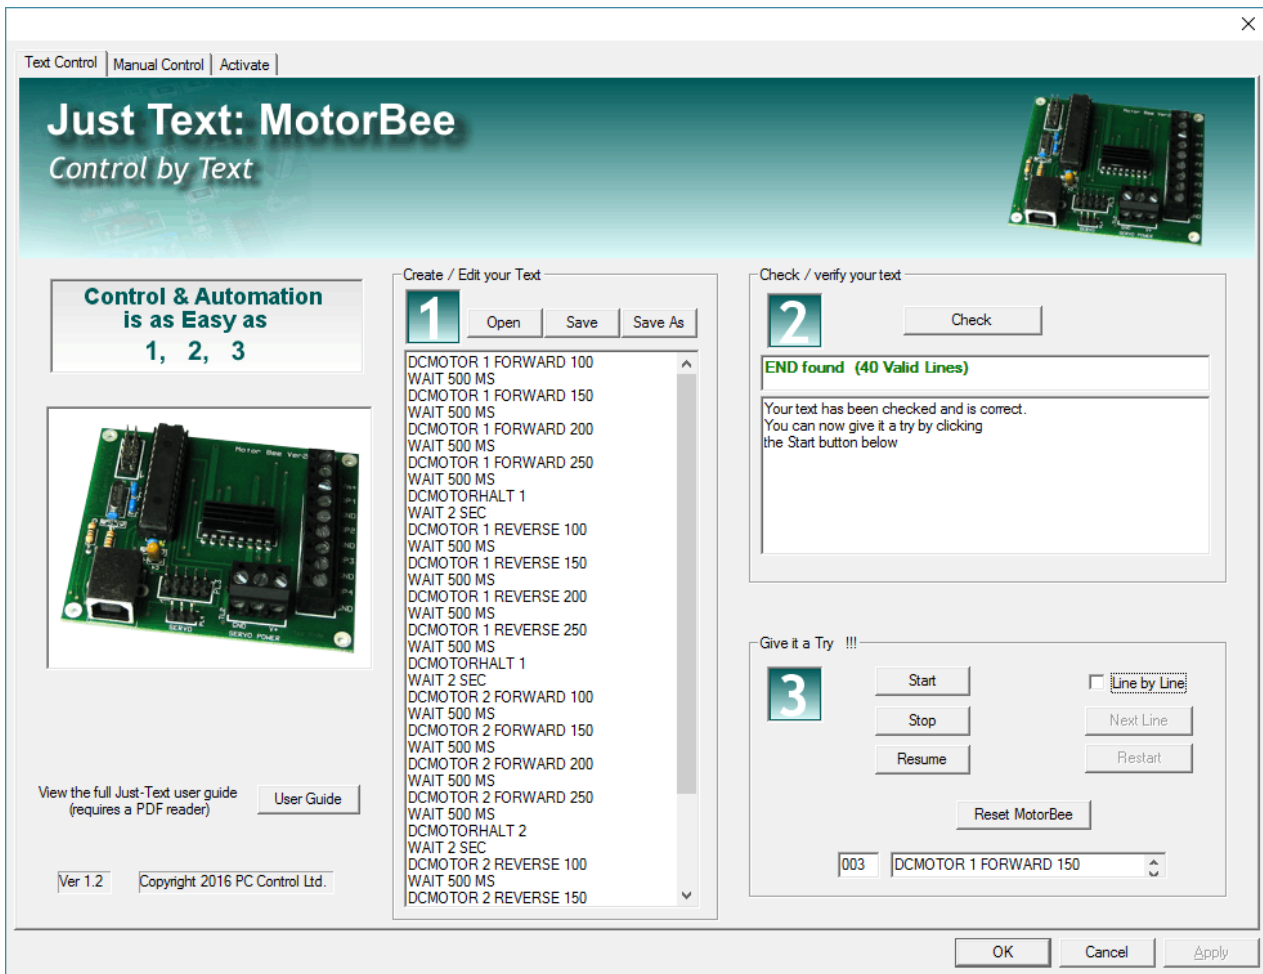 Text Control
Manual Control
Activate
Just Text: MotorBee
Control by Text
Control & Automation
is as Easy as
1, 2, 3
View the full Just-Text user guide
(requires a PDF reader)
User Guide
Ver 1.2
Copyright 2016 PC Control Ltd.
Create / Edit your Text
1
Open
Save
Save As
DCMOTOR 1 FORWARD 100
WAIT 500 MS
DCMOTOR 1 FORWARD 150
WAIT 500 MS
DCMOTOR 1 FORWARD 200
WAIT 500 MS
DCMOTOR 1 FORWARD 250
WAIT 500 MS
DCMOTORHALT 1
WAIT 2 SEC
DCMOTOR 1 REVERSE 100
WAIT 500 MS
DCMOTOR 1 REVERSE 150
WAIT 500 MS
DCMOTOR 1 REVERSE 200
WAIT 500 MS
DCMOTOR 1 REVERSE 250
WAIT 500 MS
DCMOTORHALT 1
WAIT 2 SEC
DCMOTOR 2 FORWARD 100
WAIT 500 MS
DCMOTOR 2 FORWARD 150
WAIT 500 MS
DCMOTOR 2 FORWARD 200
WAIT 500 MS
DCMOTOR 2 FORWARD 250
WAIT 500 MS
DCMOTORHALT 2
WAIT 2 SEC
DCMOTOR 2 REVERSE 100
WAIT 500 MS
DCMOTOR 2 REVERSE 150
Check / verify your text
2
Check
END found (40 Valid Lines)
Your text has been checked and is correct.
You can now give it a try by clicking
the Start button below
Give it a Try !!!
3
Start
Line by Line
Stop
Next Line
Resume
Restart
Reset MotorBee
003
DCMOTOR 1 FORWARD 150
OK
Cancel
Apply
Motor Bee Ver2
SERVO
GND V+
SERVO POWER